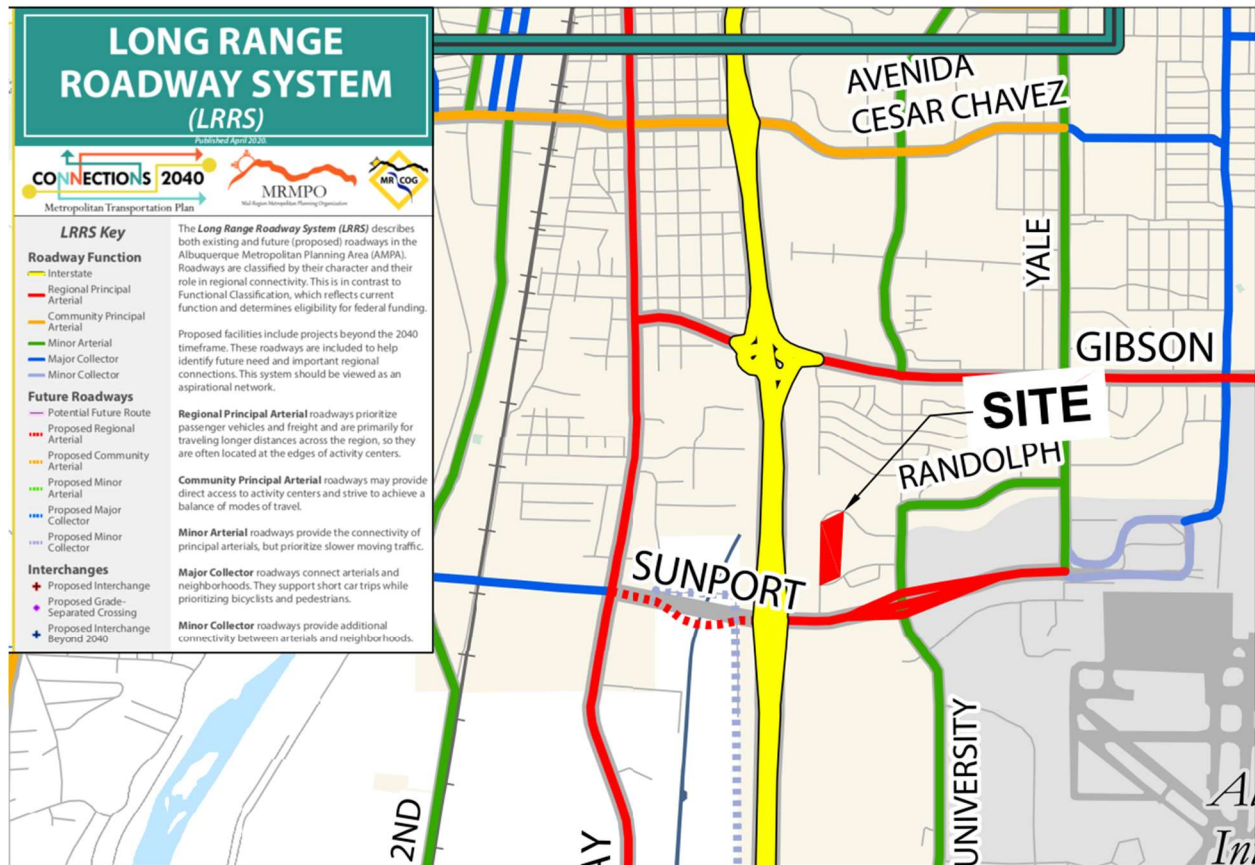 LONG RANGE
ROADWAY SYSTEM
(LRRS)
Published April 2020.
CONNECTIONS 2040
Metropolitan Transportation Plan
MRMPO
Mid-Region Metropolitan Planning Organization
MR COG
LRRS Key
Roadway Function
Interstate
Regional Principal
Arterial
Community Principal
Arterial
Minor Arterial
Major Collector
Minor Collector
Future Roadways
Potential Future Route
Proposed Regional
Arterial
Proposed Community
Arterial
Proposed Minor
Arterial
Proposed Major
Collector
Proposed Minor
Collector
Interchanges
Proposed Interchange
Proposed Grade-
Separated Crossing
Proposed Interchange
Beyond 2040
The Long Range Roadway System (LRRS) describes
both existing and future (proposed) roadways in the
Albuquerque Metropolitan Planning Area (AMPA).
Roadways are classified by their character and their
role in regional connectivity. This is in contrast to
Functional Classification, which reflects current
function and determines eligibility for federal funding.
Proposed facilities include projects beyond the 2040
timeframe. These roadways are included to help
identify future need and important regional
connections. This system should be viewed as an
aspirational network.
Regional Principal Arterial roadways prioritize
passenger vehicles and freight and are primarily for
traveling longer distances across the region, so they
are often located at the edges of activity centers.
Community Principal Arterial roadways may provide
direct access to activity centers and strive to achieve a
balance of modes of travel.
Minor Arterial roadways provide the connectivity of
principal arterials, but prioritize slower moving traffic.
Major Collector roadways connect arterials and
neighborhoods. They support short car trips while
prioritizing bicyclists and pedestrians.
Minor Collector roadways provide additional
connectivity between arterials and neighborhoods.
AVENIDA
CESAR CHAVEZ
YALE
GIBSON
SITE
RANDOLPH
SUNPORT
UNIVERSITY
2ND
AY